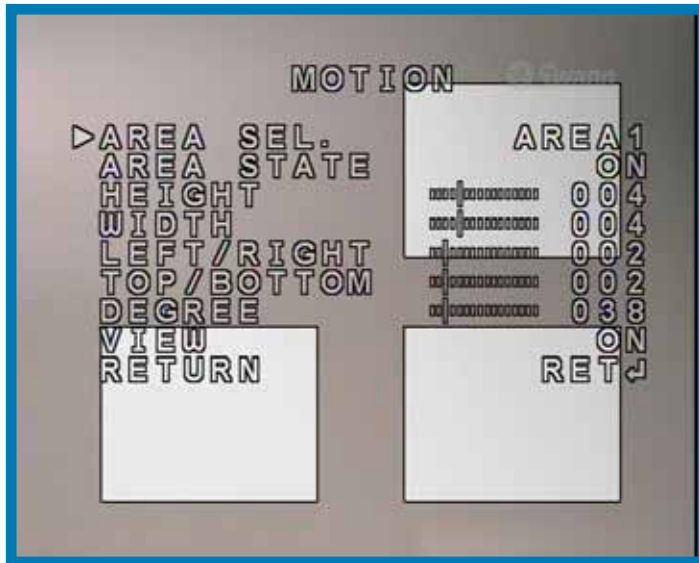 MOTION
Swann
▷AREA SEL. AREA1
AREA STATE ON
HEIGHT 004
WIDTH 004
LEFT/RIGHT 002
TOP/BOTTOM 002
DEGREE 038
VIEW ON
RETURN RET↵